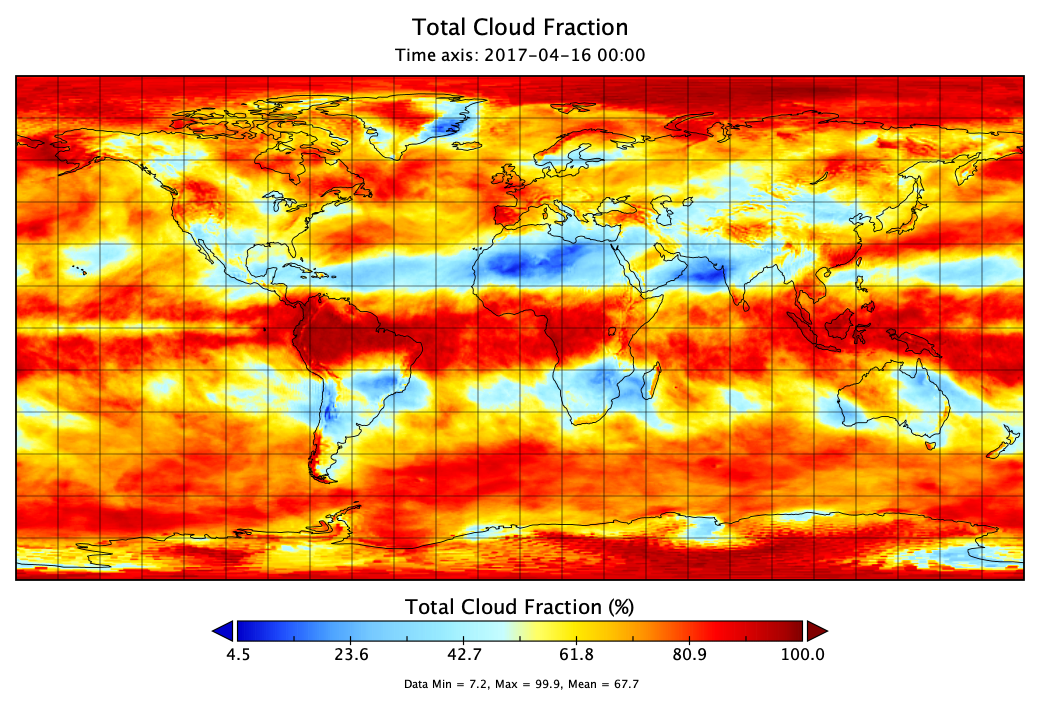 Total Cloud Fraction
Time axis: 2017-04-16 00:00
Total Cloud Fraction (%)
4.5 23.6 42.7 61.8 80.9 100.0
Data Min = 7.2, Max = 99.9, Mean = 67.7